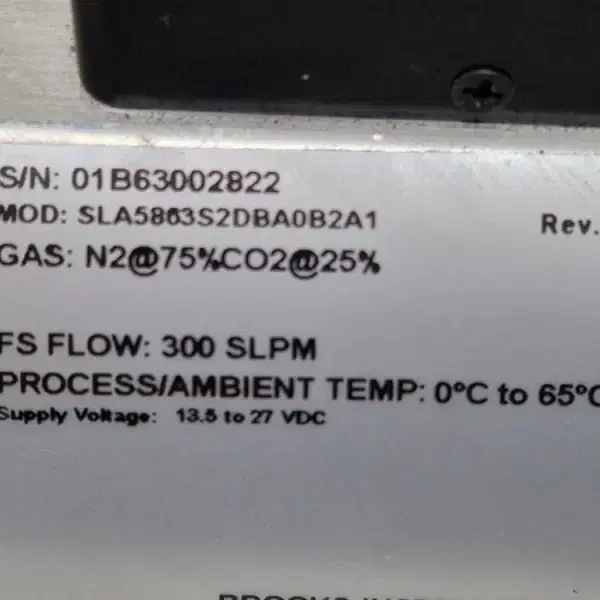 S/N: 01B63002822
MOD: SLA5863S2DBA0B2A1 Rev.
GAS: N2@75%CO2@25%
FS FLOW: 300 SLPM
PROCESS/AMBIENT TEMP: 0°C to 65°C
Supply Voltage: 13.5 to 27 VDC